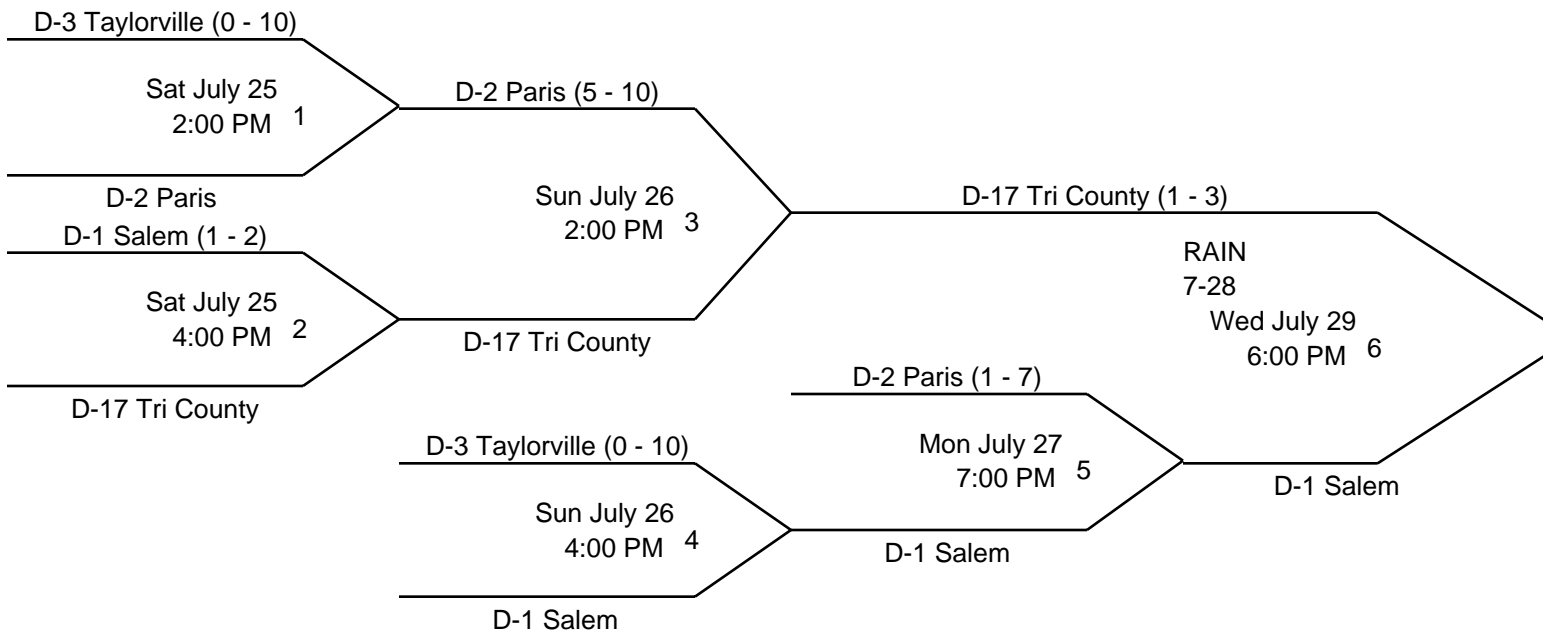 D-3 Taylorville (0 - 10)
Sat July 25
2:00 PM 1
D-2 Paris
D-2 Paris (5 - 10)
D-1 Salem (1 - 2)
Sat July 25
4:00 PM 2
D-17 Tri County
Sun July 26
2:00 PM 3
D-17 Tri County
D-17 Tri County (1 - 3)
RAIN
7-28
Wed July 29
6:00 PM 6
D-3 Taylorville (0 - 10)
Sun July 26
4:00 PM 4
D-1 Salem
D-2 Paris (1 - 7)
Mon July 27
7:00 PM 5
D-1 Salem
D-1 Salem